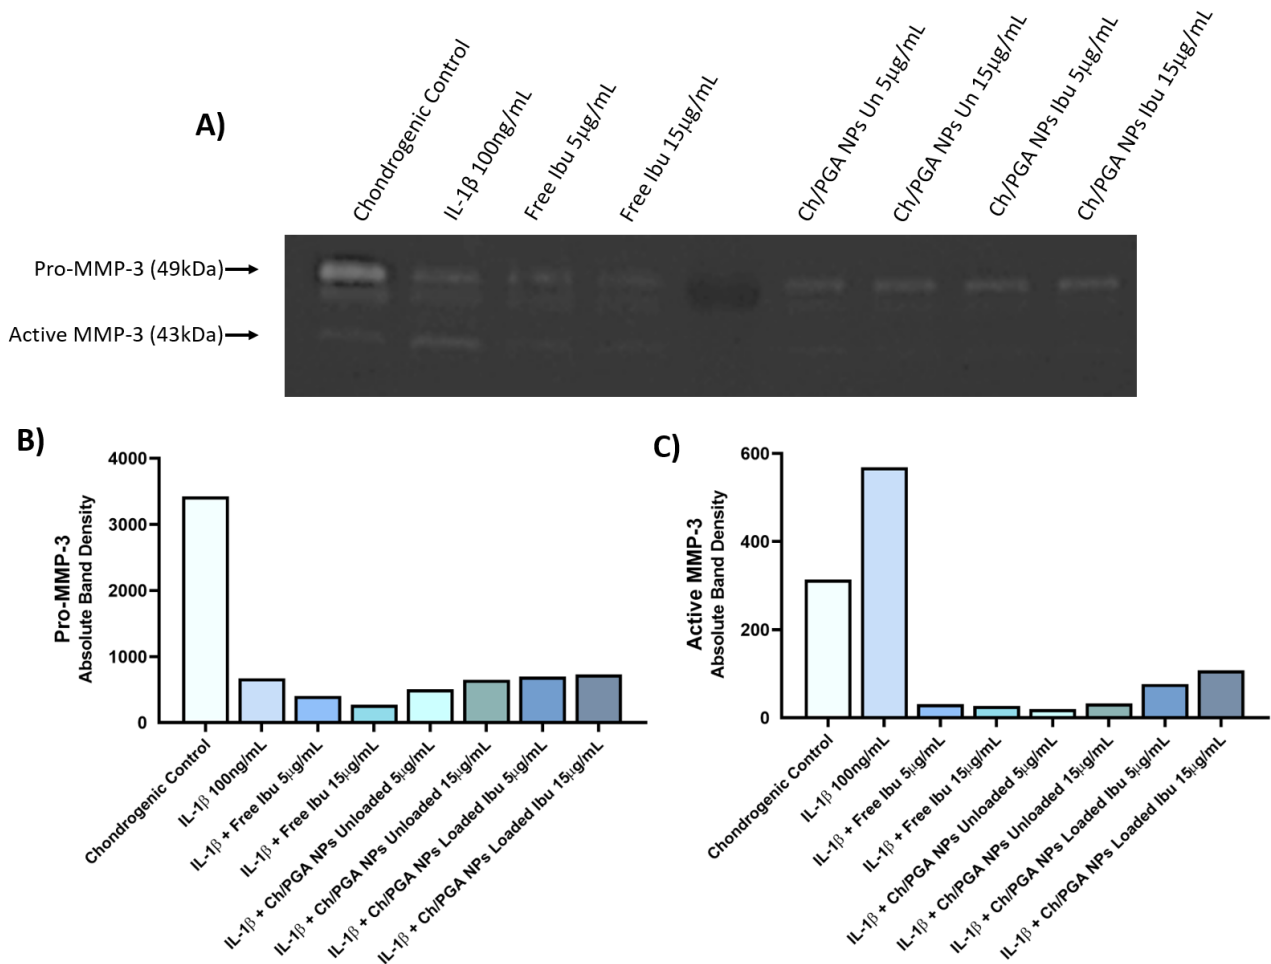 A)
Chondrogenic Control
IL-1β 100ng/mL
Free Ibu 5μg/mL
Free Ibu 15μg/mL
Ch/PGA NPs Un 5μg/mL
Ch/PGA NPs Un 15μg/mL
Ch/PGA NPs Ibu 5μg/mL
Ch/PGA NPs Ibu 15μg/mL
Pro-MMP-3 (49kDa)
Active MMP-3 (43kDa)
B)
Pro-MMP-3
Absolute Band Density
4000
3000
2000
1000
0
Chondrogenic Control
IL-1β 100ng/mL
IL-1β + Free Ibu 5μg/mL
IL-1β + Free Ibu 15μg/mL
IL-1β + Ch/PGA NPs Unloaded 5μg/mL
IL-1β + Ch/PGA NPs Unloaded 15μg/mL
IL-1β + Ch/PGA NPs Loaded Ibu 5μg/mL
IL-1β + Ch/PGA NPs Loaded Ibu 15μg/mL
C)
Active MMP-3
Absolute Band Density
600
400
200
0
Chondrogenic Control
IL-1β 100ng/mL
IL-1β + Free Ibu 5μg/mL
IL-1β + Free Ibu 15μg/mL
IL-1β + Ch/PGA NPs Unloaded 5μg/mL
IL-1β + Ch/PGA NPs Unloaded 15μg/mL
IL-1β + Ch/PGA NPs Loaded Ibu 5μg/mL
IL-1β + Ch/PGA NPs Loaded Ibu 15μg/mL